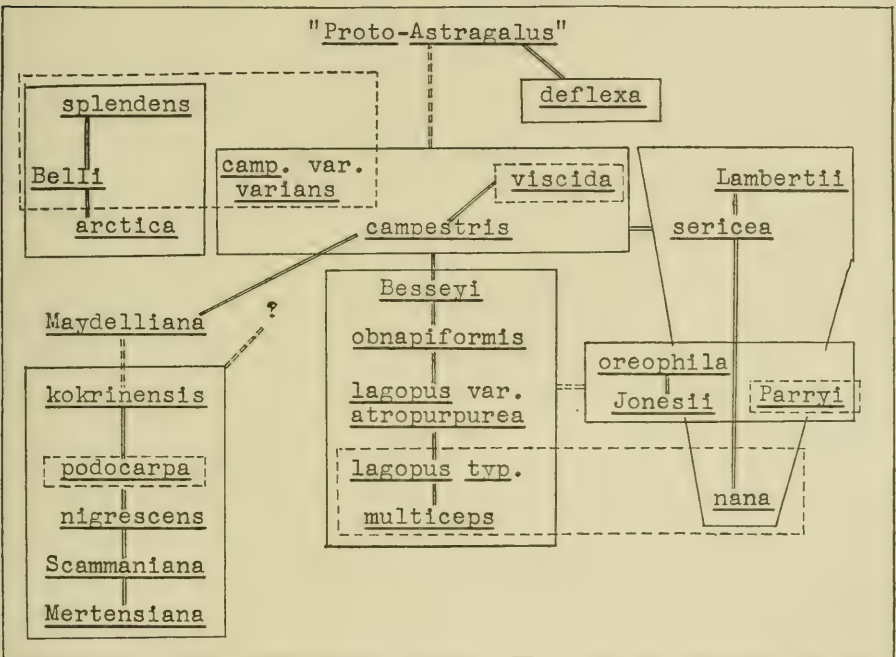 "Proto-Astragalus"
deflexa
splendens
Belli
arctica
camp. var.
varians
viscida
campestris
Lambertii
sericea
Maydelliana
?
kokrinensis
podocarpa
nigrescens
Scammaniana
Mertensiana
Besseyi
obnapiformis
lagopus var.
atropurpurea
lagopus typ.
multiceps
oreophila
Jonesii
Parryi
nana